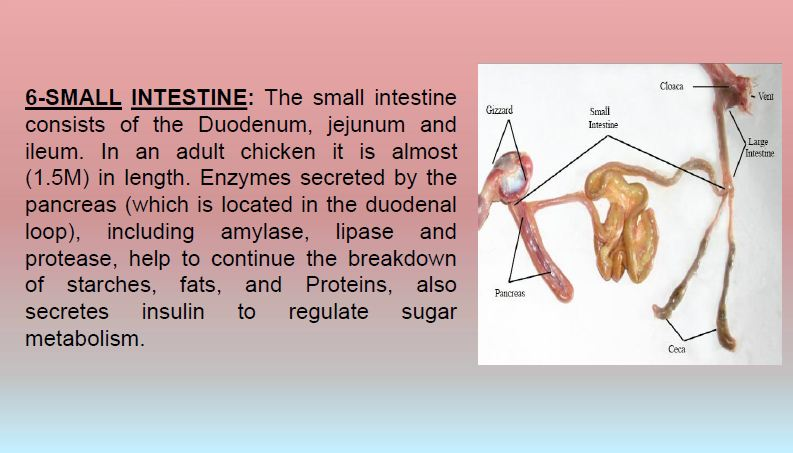 6-SMALL INTESTINE: The small intestine
consists of the Duodenum, jejunum and
ileum. In an adult chicken it is almost
(1.5M) in length. Enzymes secreted by the
pancreas (which is located in the duodenal
loop), including amylase, lipase and
protease, help to continue the breakdown
of starches, fats, and Proteins, also
secretes insulin to regulate sugar
metabolism.
Cloaca
Vent
Gizzard
Small
Intestine
Large
Intestine
Pancreas
Ceca